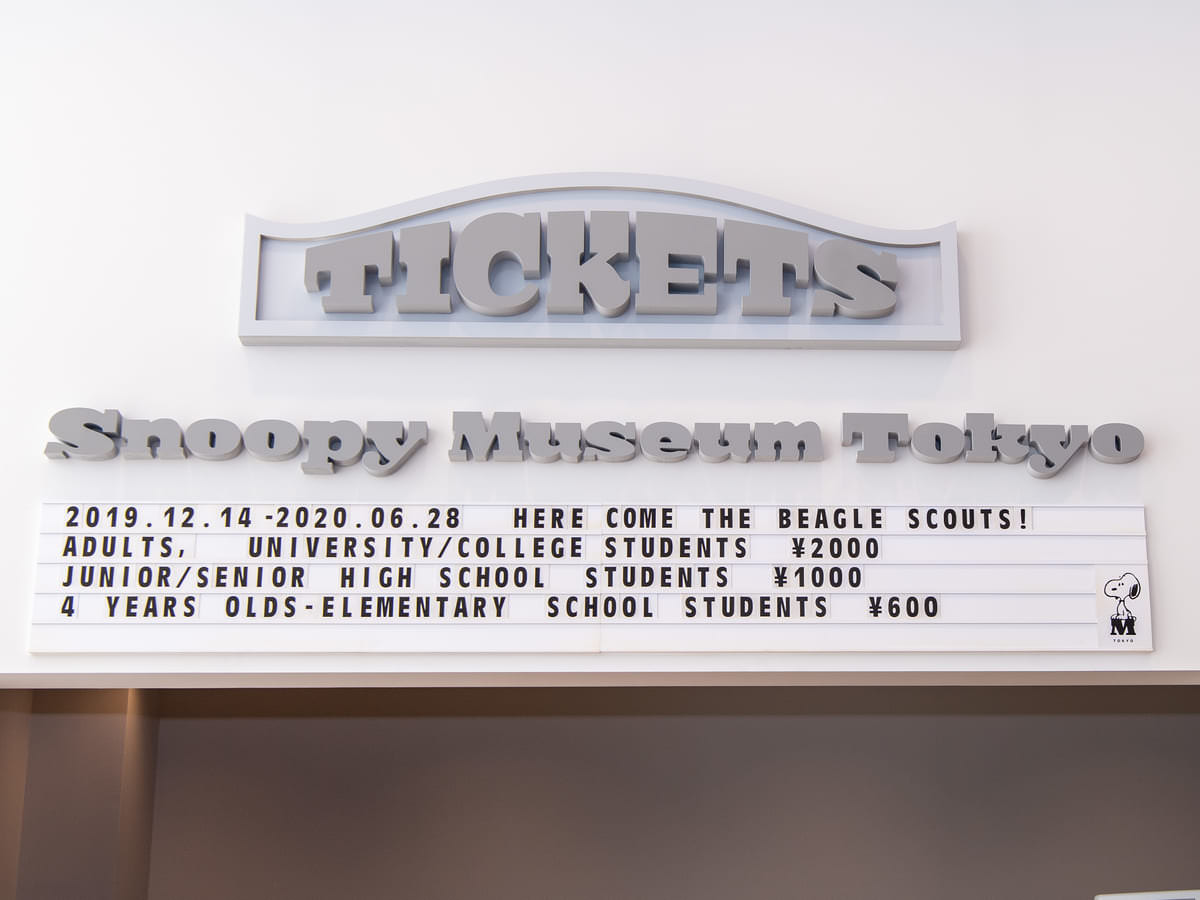 TICKETS
Snoopy Museum Tokyo
2019.12.14-2020.06.28 HERE COME THE BEAGLE SCOUTS!
ADULTS, UNIVERSITY/COLLEGE STUDENTS ¥2000
JUNIOR/SENIOR HIGH SCHOOL STUDENTS ¥1000
4 YEARS OLDS-ELEMENTARY SCHOOL STUDENTS ¥600
M
TOKYO